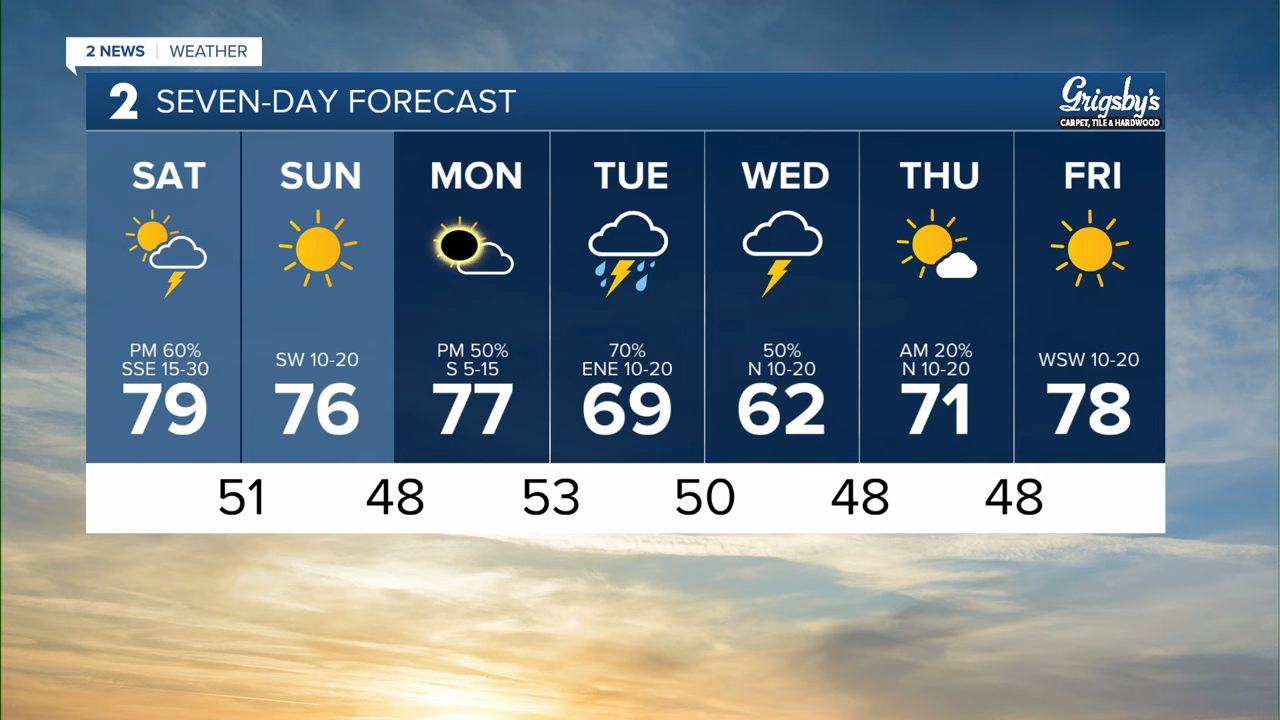 2 NEWS | WEATHER
2 SEVEN-DAY FORECAST
Grigsby's
CARPET, TILE & HARDWOOD
SAT SUN MON TUE WED THU FRI
PM 60% PM 50% 70% 50% AM 20%
SSE 15-30 SW 10-20 S 5-15 ENE 10-20 N 10-20 N 10-20 WSW 10-20
79 76 77 69 62 71 78
51 48 53 50 48 48